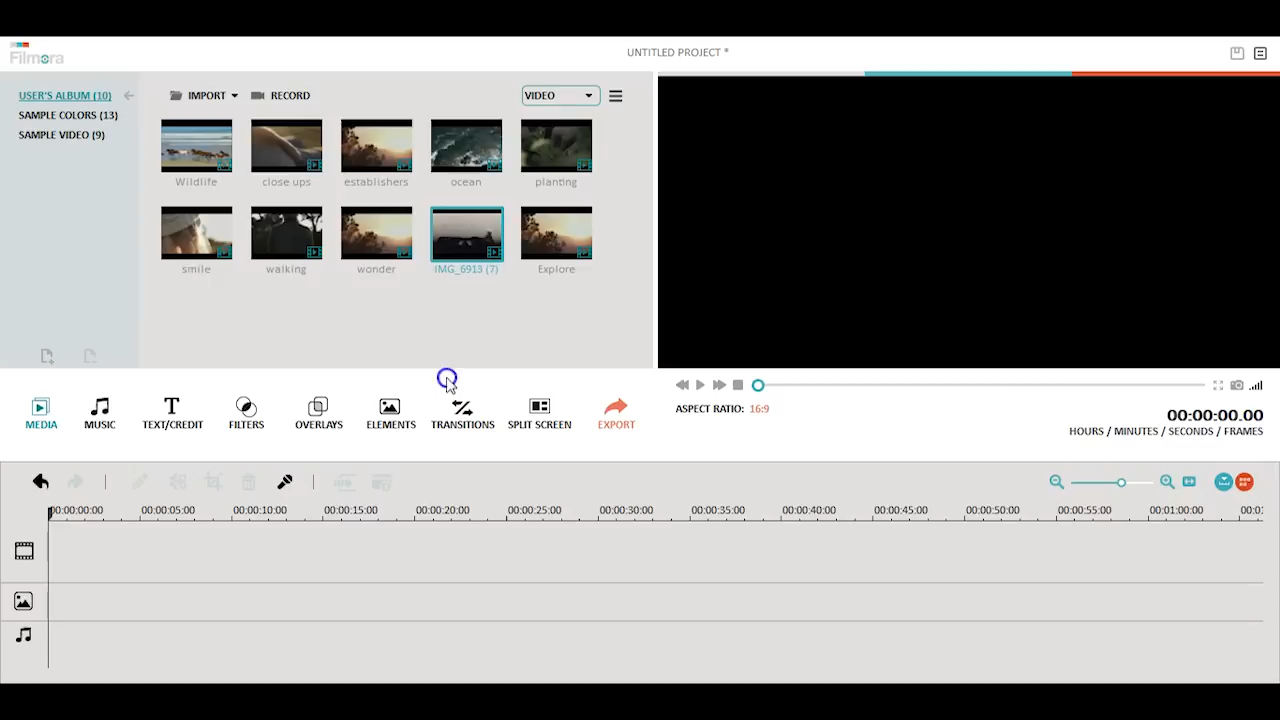 Filmora
UNTITLED PROJECT *
USER'S ALBUM (10)
SAMPLE COLORS (13)
SAMPLE VIDEO (9)
IMPORT
RECORD
VIDEO
Wildlife
close ups
establishers
ocean
planting
smile
walking
wonder
IMG_6913 (7)
Explore
MEDIA
MUSIC
TEXT/CREDIT
FILTERS
OVERLAYS
ELEMENTS
TRANSITIONS
SPLIT SCREEN
EXPORT
ASPECT RATIO: 16:9
00:00:00.00
HOURS / MINUTES / SECONDS / FRAMES
00:00:00:00 00:00:05:00 00:00:10:00 00:00:15:00 00:00:20:00 00:00:25:00 00:00:30:00 00:00:35:00 00:00:40:00 00:00:45:00 00:00:50:00 00:00:55:00 00:01:00:00